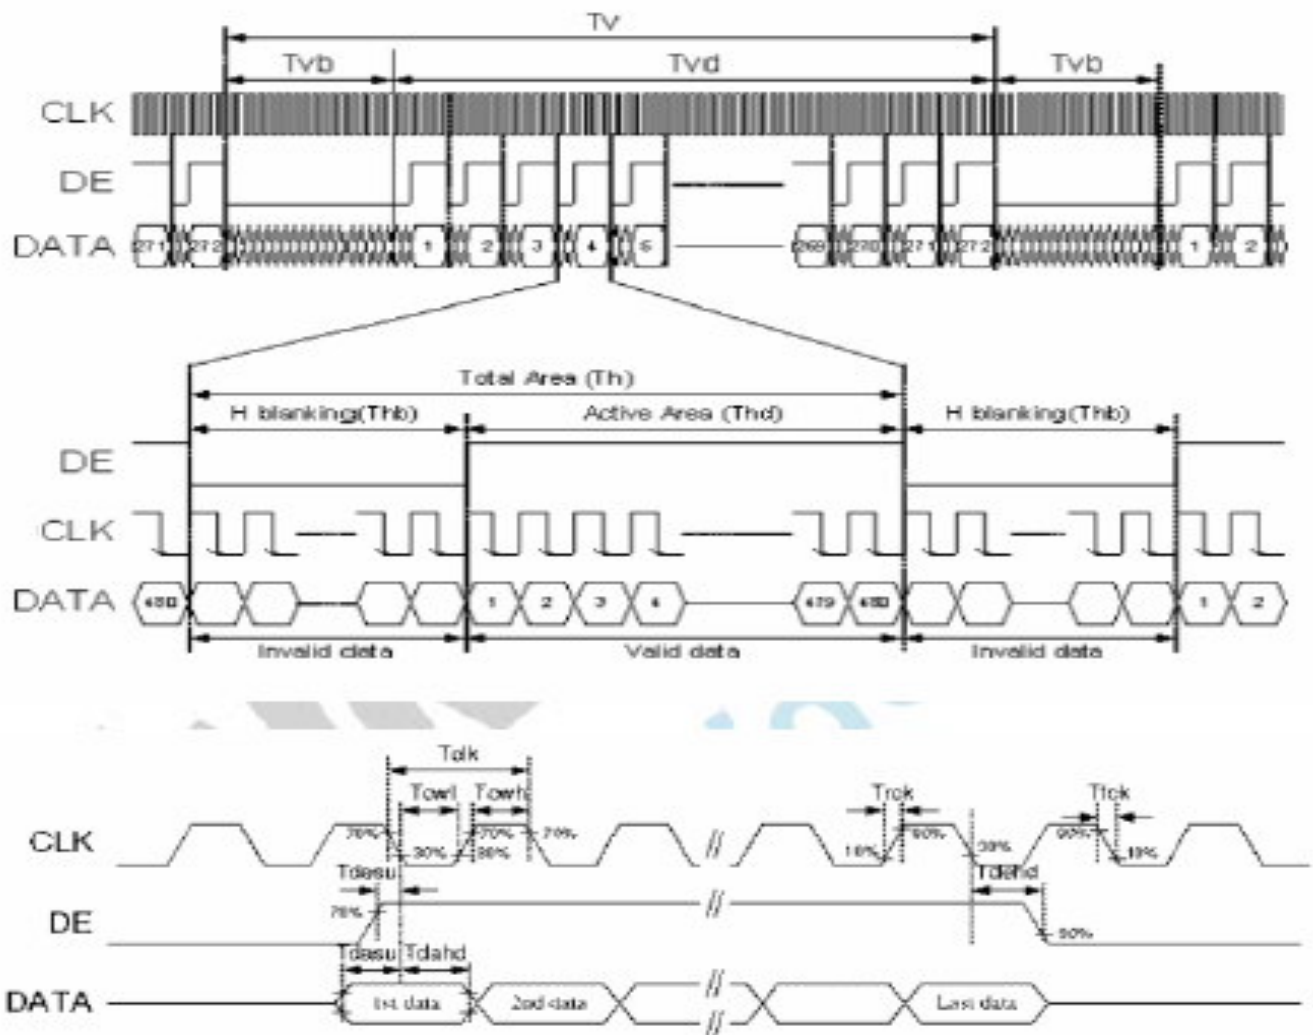 Tv
Tvb Tvd Tvb
CLK
DE
DATA 271 272 1 2 3 4 5 269 270 271 272 1 2
Total Area (Th)
H blanking(Thb) Active Area (Thd) H blanking(Thb)
DE
CLK
DATA 480 1 2 3 4 479 480 1 2
Invalid data Valid data Invalid data
Tclk
Tcwl Tcwh Trck Tfck
CLK 70% 30% 70% 30% 70% 10% 90% 30% 90% 10%
Tdesu Tdehd
DE 70% 90%
Tdasu Tdahd
DATA 1st data 2nd data Last data